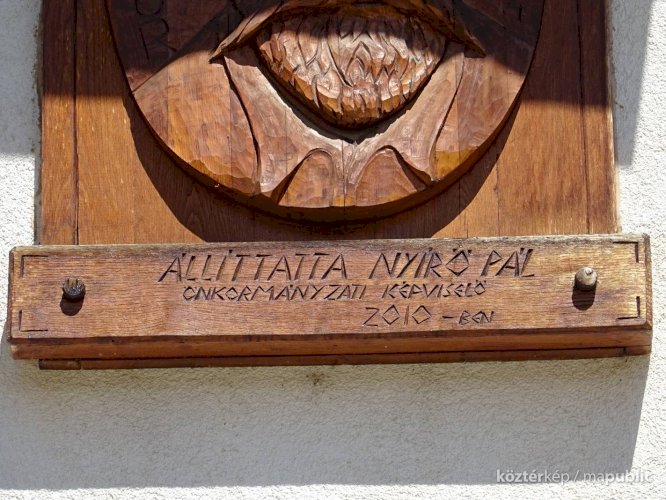 ÁLLÍTTATTA NYÍRŐ PÁL
ÖNKORMÁNYZATI KÉPVISELŐ
2010 - BEN
köztérkép / mapublic